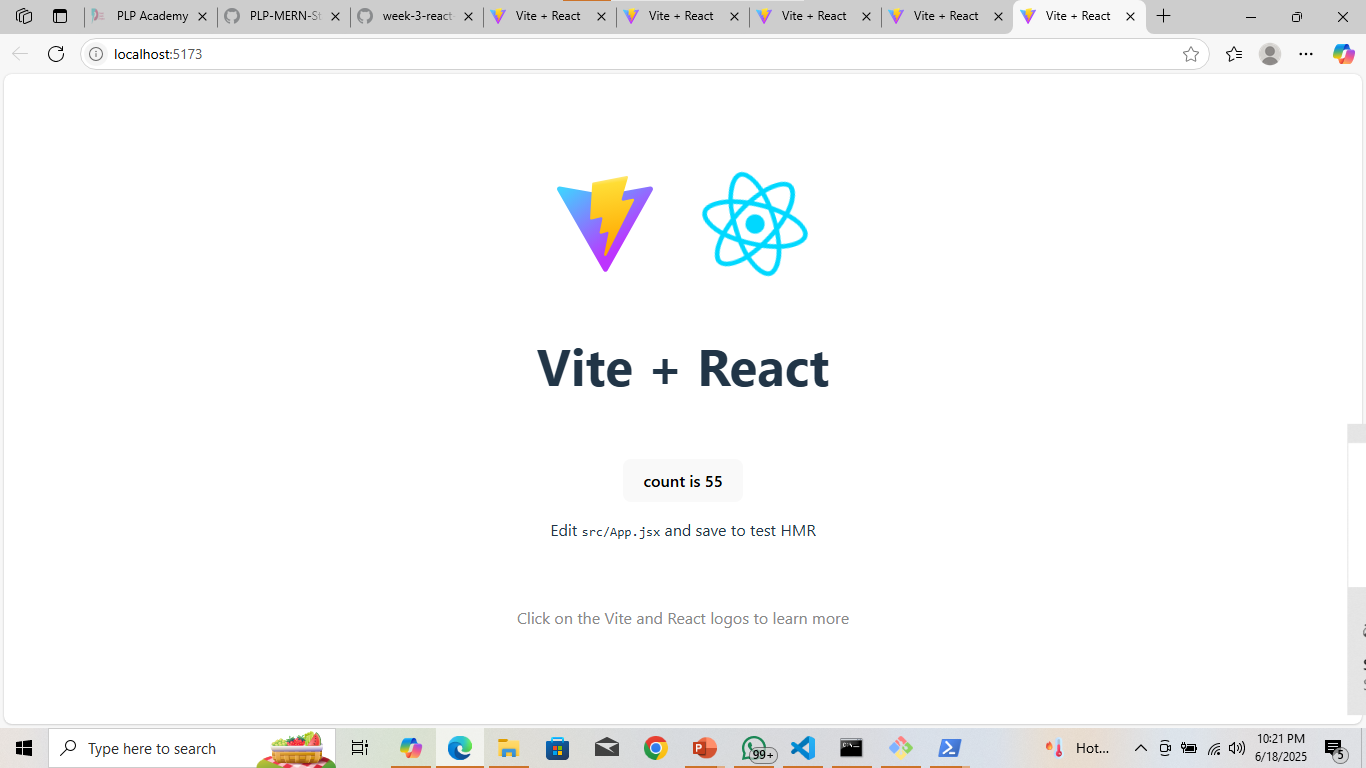 PLP Academy
PLP-MERN-St
week-3-react-
Vite + React
Vite + React
Vite + React
Vite + React
Vite + React
localhost:5173
Vite + React
count is 55
Edit src/App.jsx and save to test HMR
Click on the Vite and React logos to learn more
Type here to search
99+
Hot...
10:21 PM
6/18/2025
5